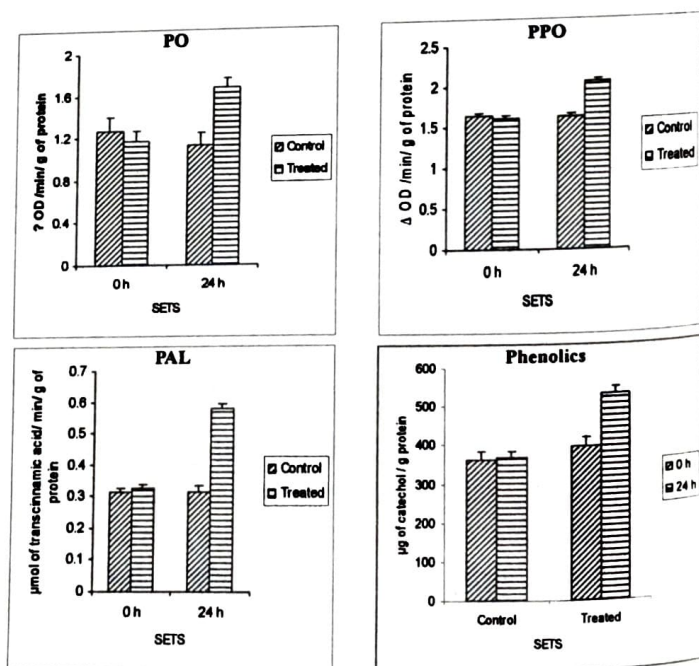 PO
? OD /min/ g of protein
2
1.6
1.2
0.8
0.4
0
0 h
24 h
SETS
Control
Treated
PPO
Δ OD /min/ g of protein
2.5
2
1.5
1
0.5
0
0 h
24 h
SETS
Control
Treated
PAL
µmol of transcinnamic acid/ min/ g of
protein
0.7
0.6
0.5
0.4
0.3
0.2
0.1
0
0 h
24 h
SETS
Control
Treated
Phenolics
µg of catechol / g protein
600
500
400
300
200
100
0
Control
Treated
SETS
0 h
24 h